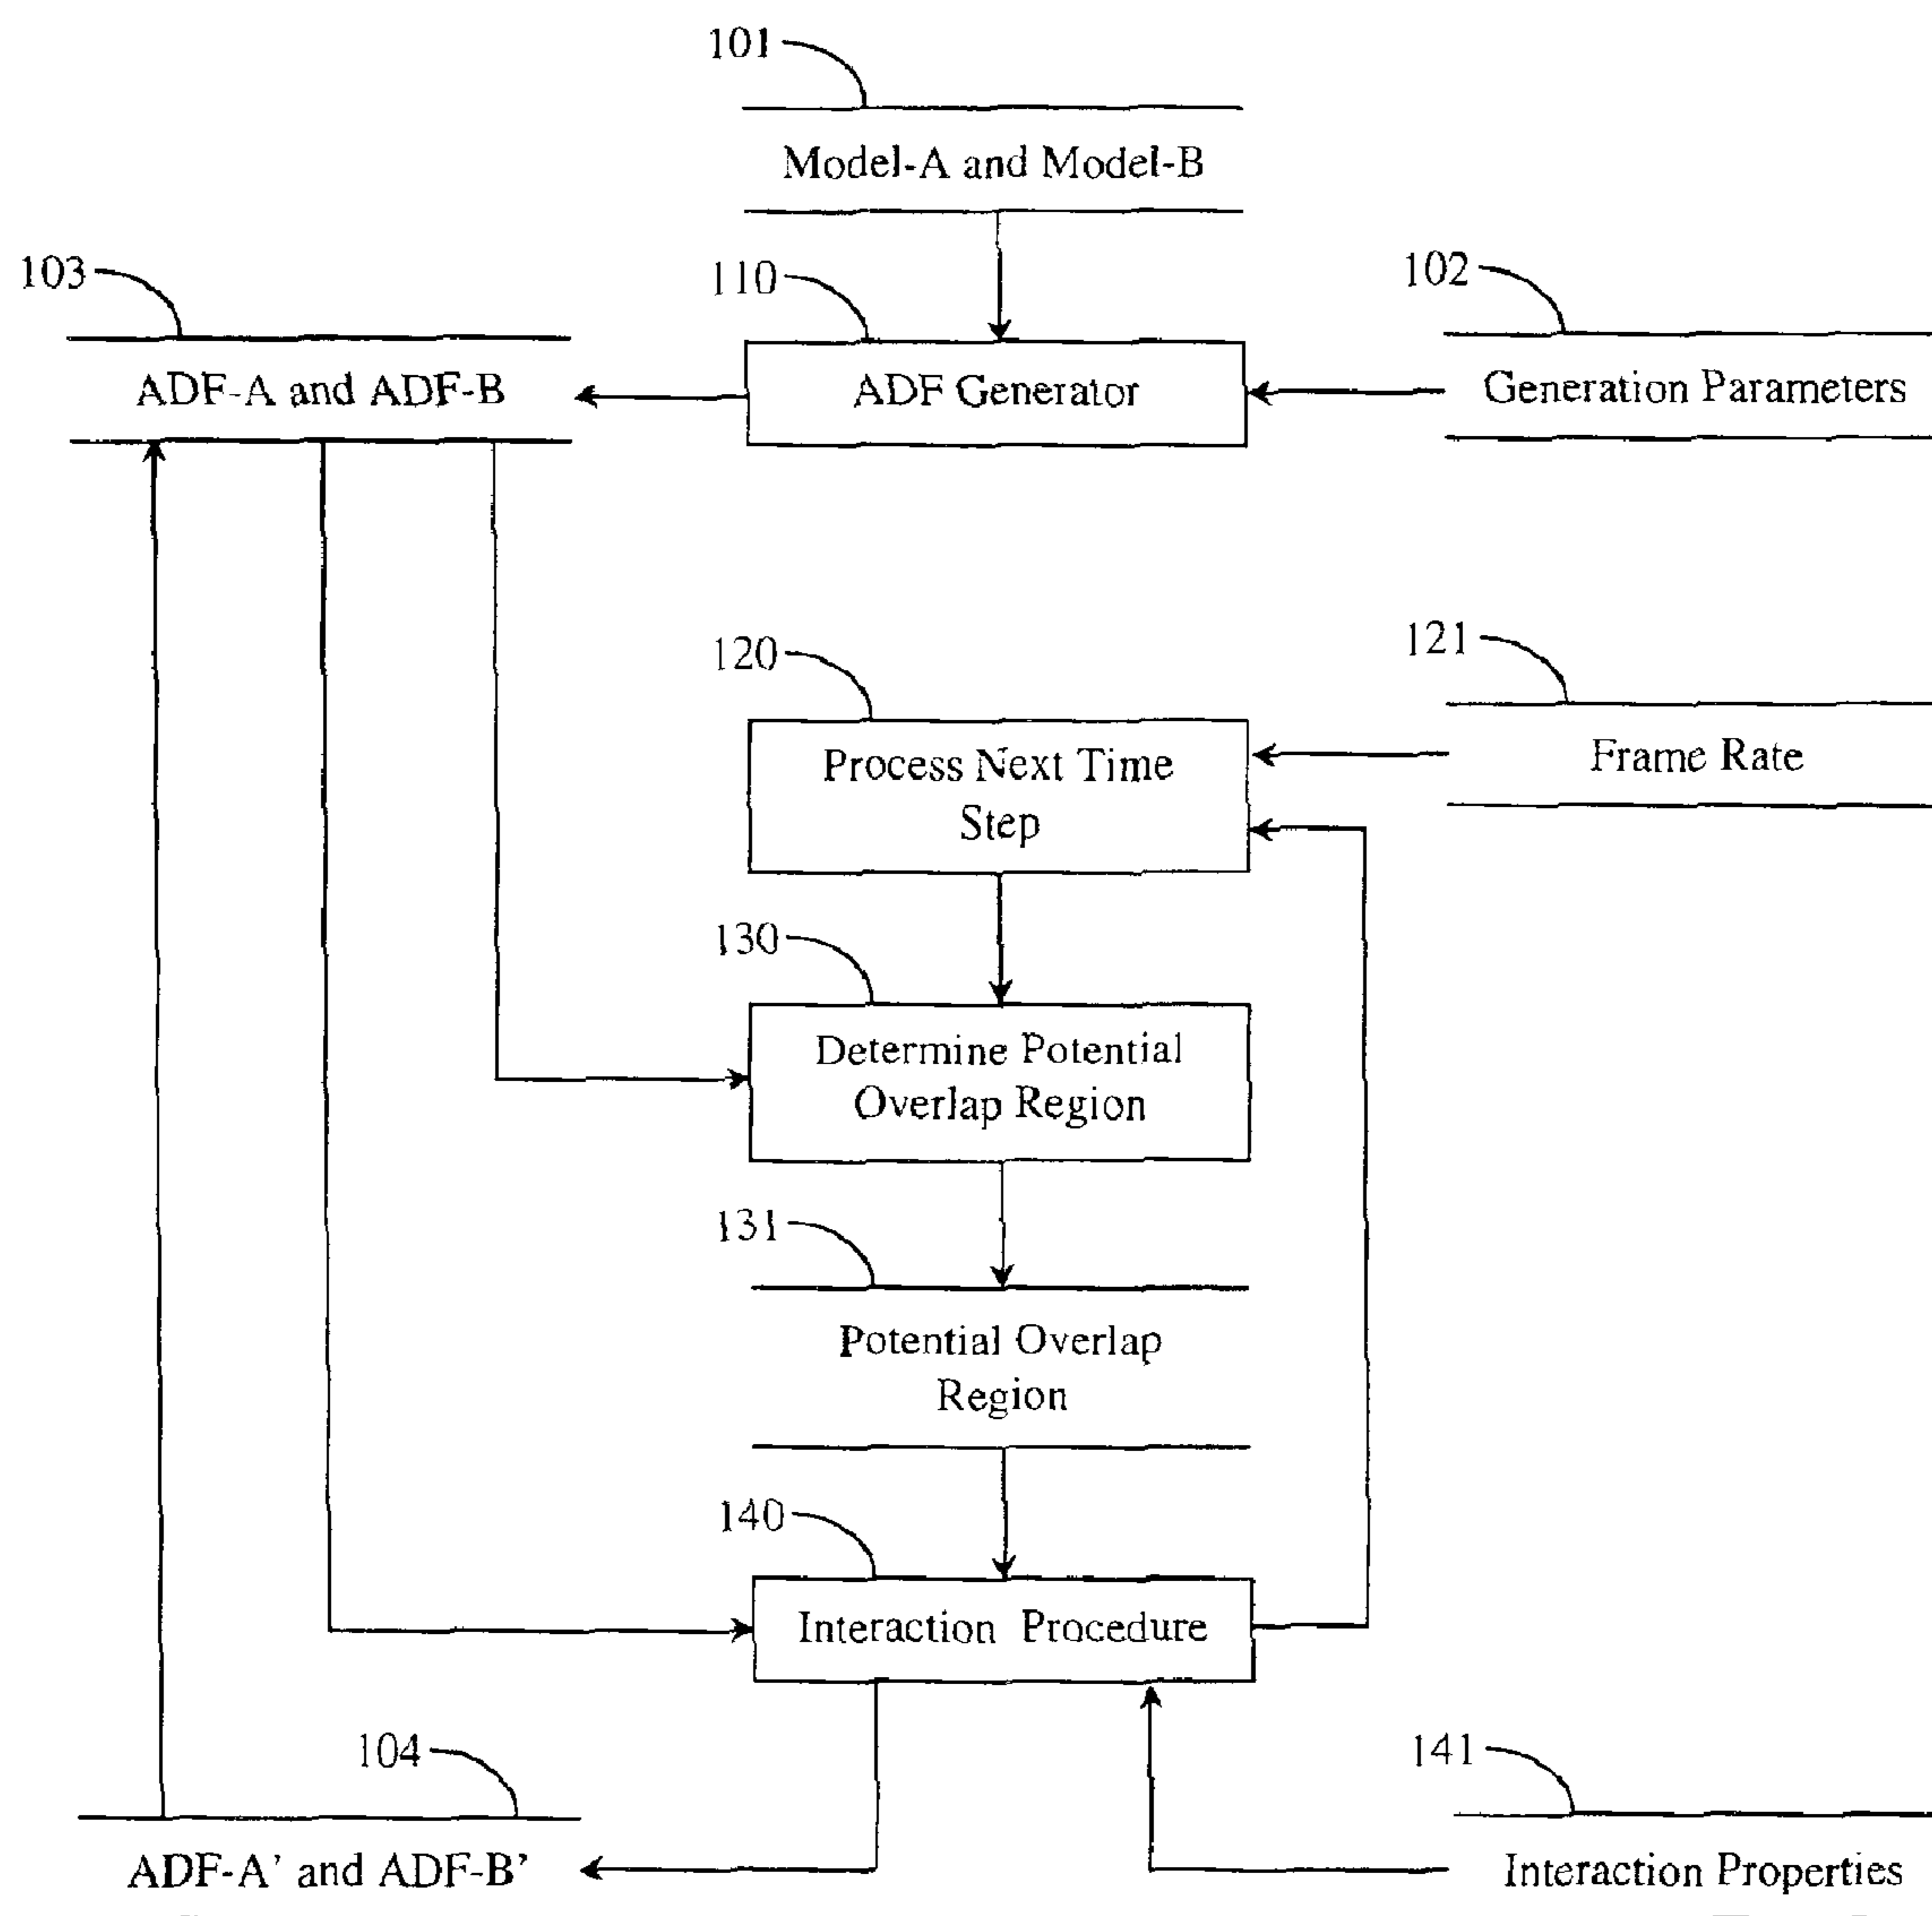 101
Model-A and Model-B
103
110
102
ADF-A and ADF-B
ADF Generator
Generation Parameters
120
121
Process Next Time
Step
Frame Rate
130
Determine Potential
Overlap Region
131
Potential Overlap
Region
140
Interaction Procedure
104
141
ADF-A' and ADF-B'
Interaction Properties